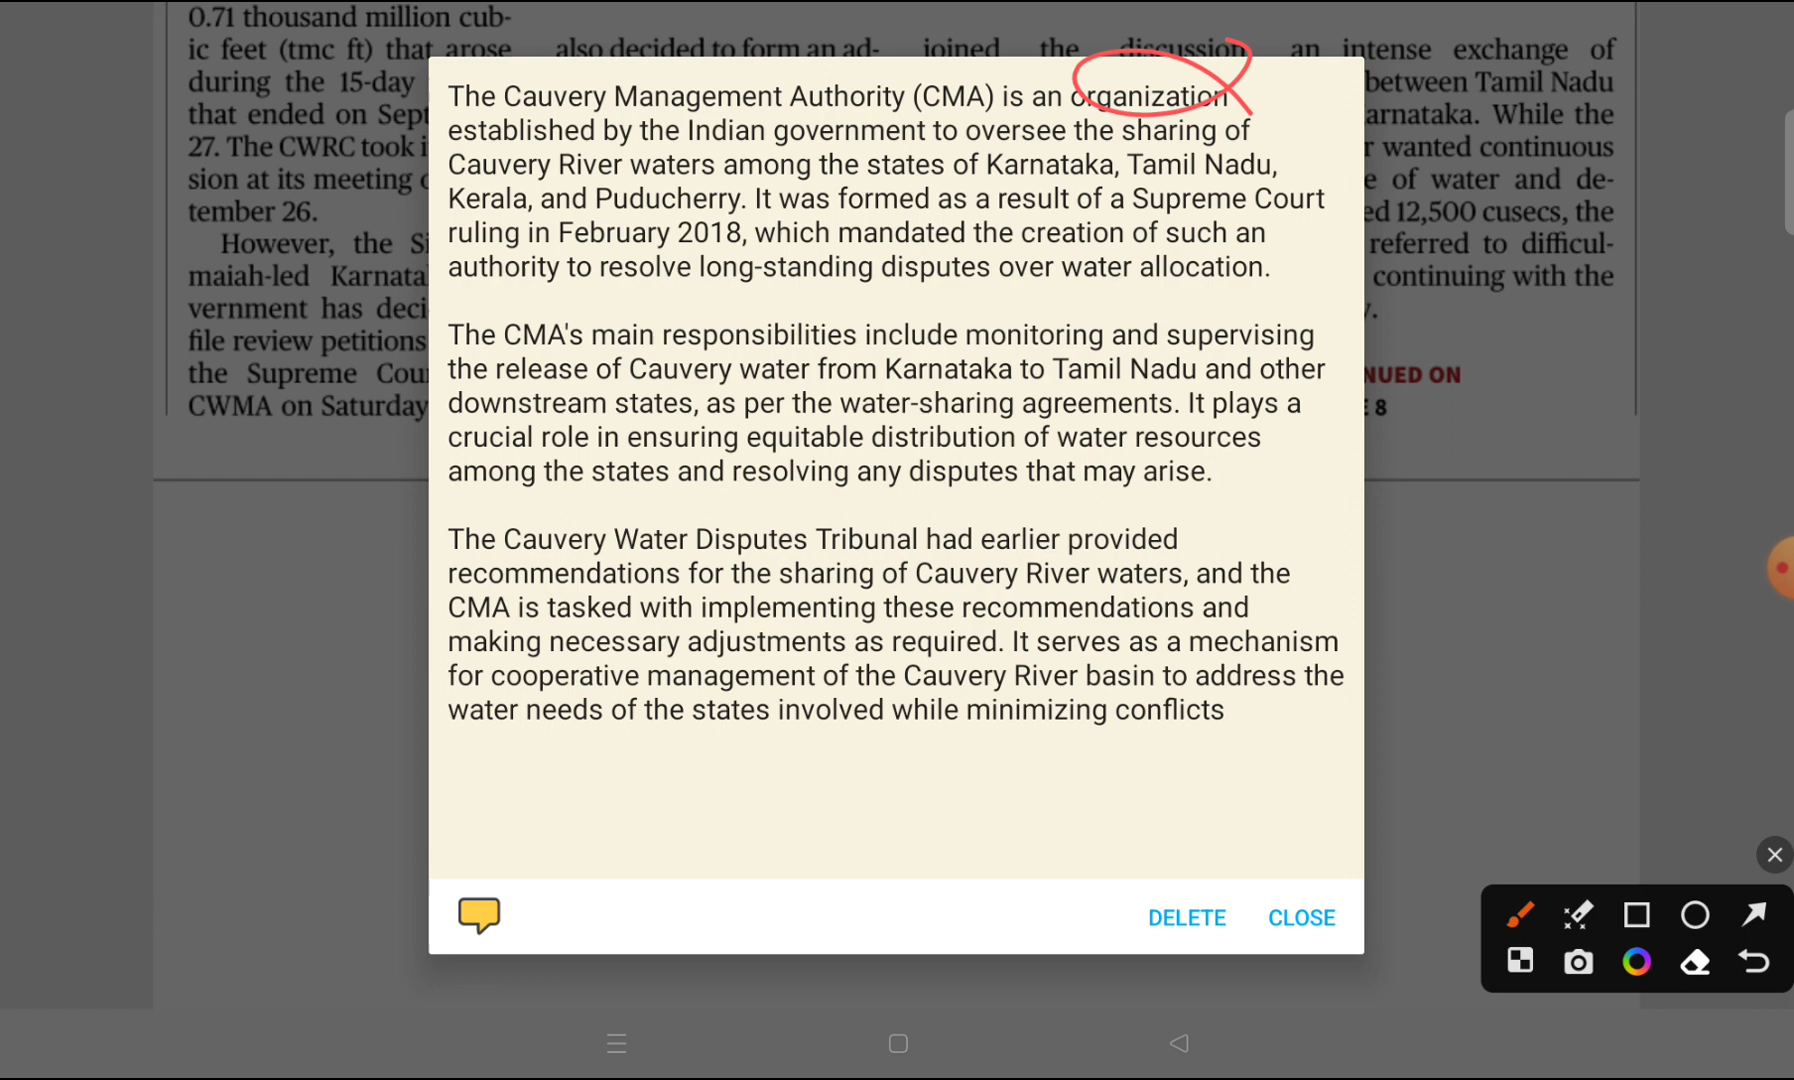 0.71 thousand million cub-
ic feet (tmc ft) that arose
during the 15-day
that ended on Sept
27. The CWRC took
sion at its meeting
tember 26.
However, the
maiah-led
vernment has
file review petitions
the Supreme
CWMA on Saturday
also decided to form an ad-
joined the discussion
an intense exchange of
between Tamil Nadu
While the
wanted continuous
of water and de-
12,500 cusecs, the
referred to difficul-
continuing with the
ON
8
The Cauvery Management Authority (CMA) is an organization
established by the Indian government to oversee the sharing of
Cauvery River waters among the states of Karnataka, Tamil Nadu,
Kerala, and Puducherry. It was formed as a result of a Supreme Court
ruling in February 2018, which mandated the creation of such an
authority to resolve long-standing disputes over water allocation.
The CMA's main responsibilities include monitoring and supervising
the release of Cauvery water from Karnataka to Tamil Nadu and other
downstream states, as per the water-sharing agreements. It plays a
crucial role in ensuring equitable distribution of water resources
among the states and resolving any disputes that may arise.
The Cauvery Water Disputes Tribunal had earlier provided
recommendations for the sharing of Cauvery River waters, and the
CMA is tasked with implementing these recommendations and
making necessary adjustments as required. It serves as a mechanism
for cooperative management of the Cauvery River basin to address the
water needs of the states involved while minimizing conflicts
DELETE CLOSE